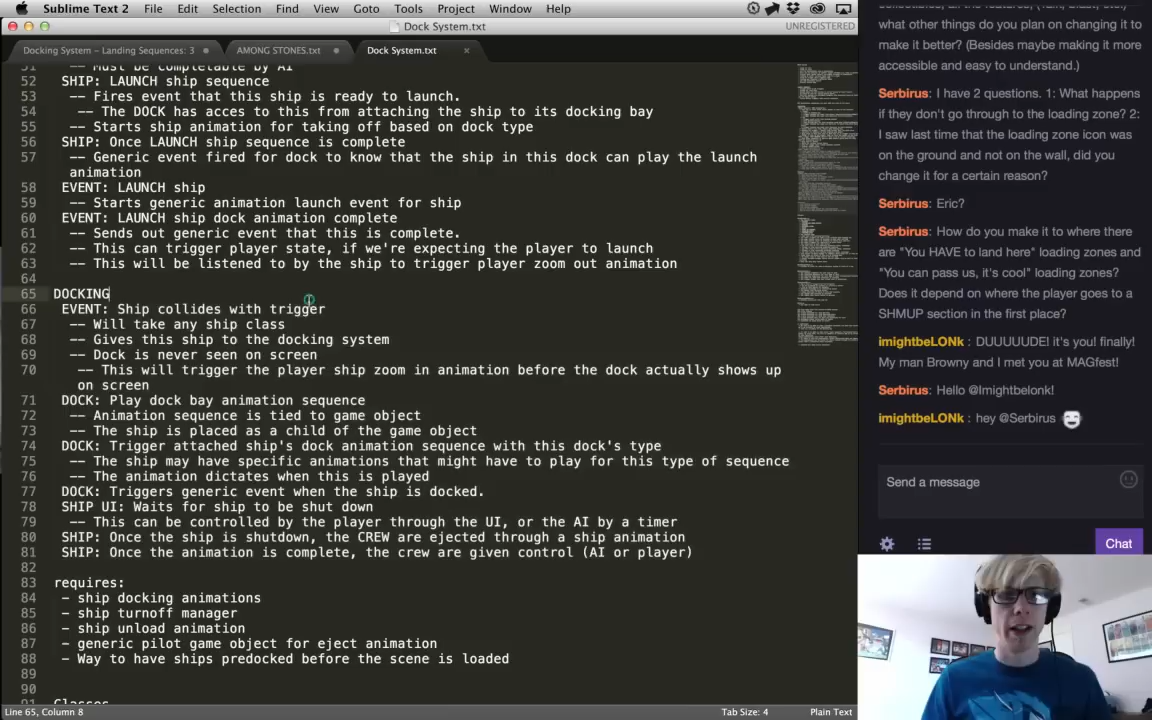 Sublime Text 2 File Edit Selection Find View Goto Tools Project Window Help
Dock System.txt
UNREGISTERED
Docking System – Landing Sequences: 3
AMONG STONES.txt
Dock System.txt
51 -- Must be completable by AI
52 SHIP: LAUNCH ship sequence
53 -- Fires event that this ship is ready to launch.
54 -- The DOCK has acces to this from attaching the ship to its docking bay
55 -- Starts ship animation for taking off based on dock type
56 SHIP: Once LAUNCH ship sequence is complete
57 -- Generic event fired for dock to know that the ship in this dock can play the launch
animation
58 EVENT: LAUNCH ship
59 -- Starts generic animation launch event for ship
60 EVENT: LAUNCH ship dock animation complete
61 -- Sends out generic event that this is complete.
62 -- This can trigger player state, if we're expecting the player to launch
63 -- This will be listened to by the ship to trigger player zoom out animation
64
65 DOCKING
66 EVENT: Ship collides with trigger
67 -- Will take any ship class
68 -- Gives this ship to the docking system
69 -- Dock is never seen on screen
70 -- This will trigger the player ship zoom in animation before the dock actually shows up
on screen
71 DOCK: Play dock bay animation sequence
72 -- Animation sequence is tied to game object
73 -- The ship is placed as a child of the game object
74 DOCK: Trigger attached ship's dock animation sequence with this dock's type
75 -- The ship may have specific animations that might have to play for this type of sequence
76 -- The animation dictates when this is played
77 DOCK: Triggers generic event when the ship is docked.
78 SHIP UI: Waits for ship to be shut down
79 -- This can be controlled by the player through the UI, or the AI by a timer
80 SHIP: Once the ship is shutdown, the CREW are ejected through a ship animation
81 SHIP: Once the animation is complete, the crew are given control (AI or player)
82
83 requires:
84 - ship docking animations
85 - ship turnoff manager
86 - ship unload animation
87 - generic pilot game object for eject animation
88 - Way to have ships predocked before the scene is loaded
89
90
91 Classes
Line 65, Column 8
Tab Size: 4
Plain Text
what other things do you plan on changing it to
make it better? (Besides maybe making it more
accessible and easy to understand.)
Serbirus: I have 2 questions. 1: What happens
if they don't go through to the loading zone? 2:
I saw last time that the loading zone icon was
on the ground and not on the wall, did you
change it for a certain reason?
Serbirus: Eric?
Serbirus: How do you make it to where there
are "You HAVE to land here" loading zones and
"You can pass us, it's cool" loading zones?
Does it depend on where the player goes to a
SHMUP section in the first place?
imightbeLONk : DUUUUUDE! it's you! finally!
My man Browny and I met you at MAGfest!
Serbirus: Hello @Imightbelonk!
imightbeLONk : hey @Serbirus
Send a message
Chat